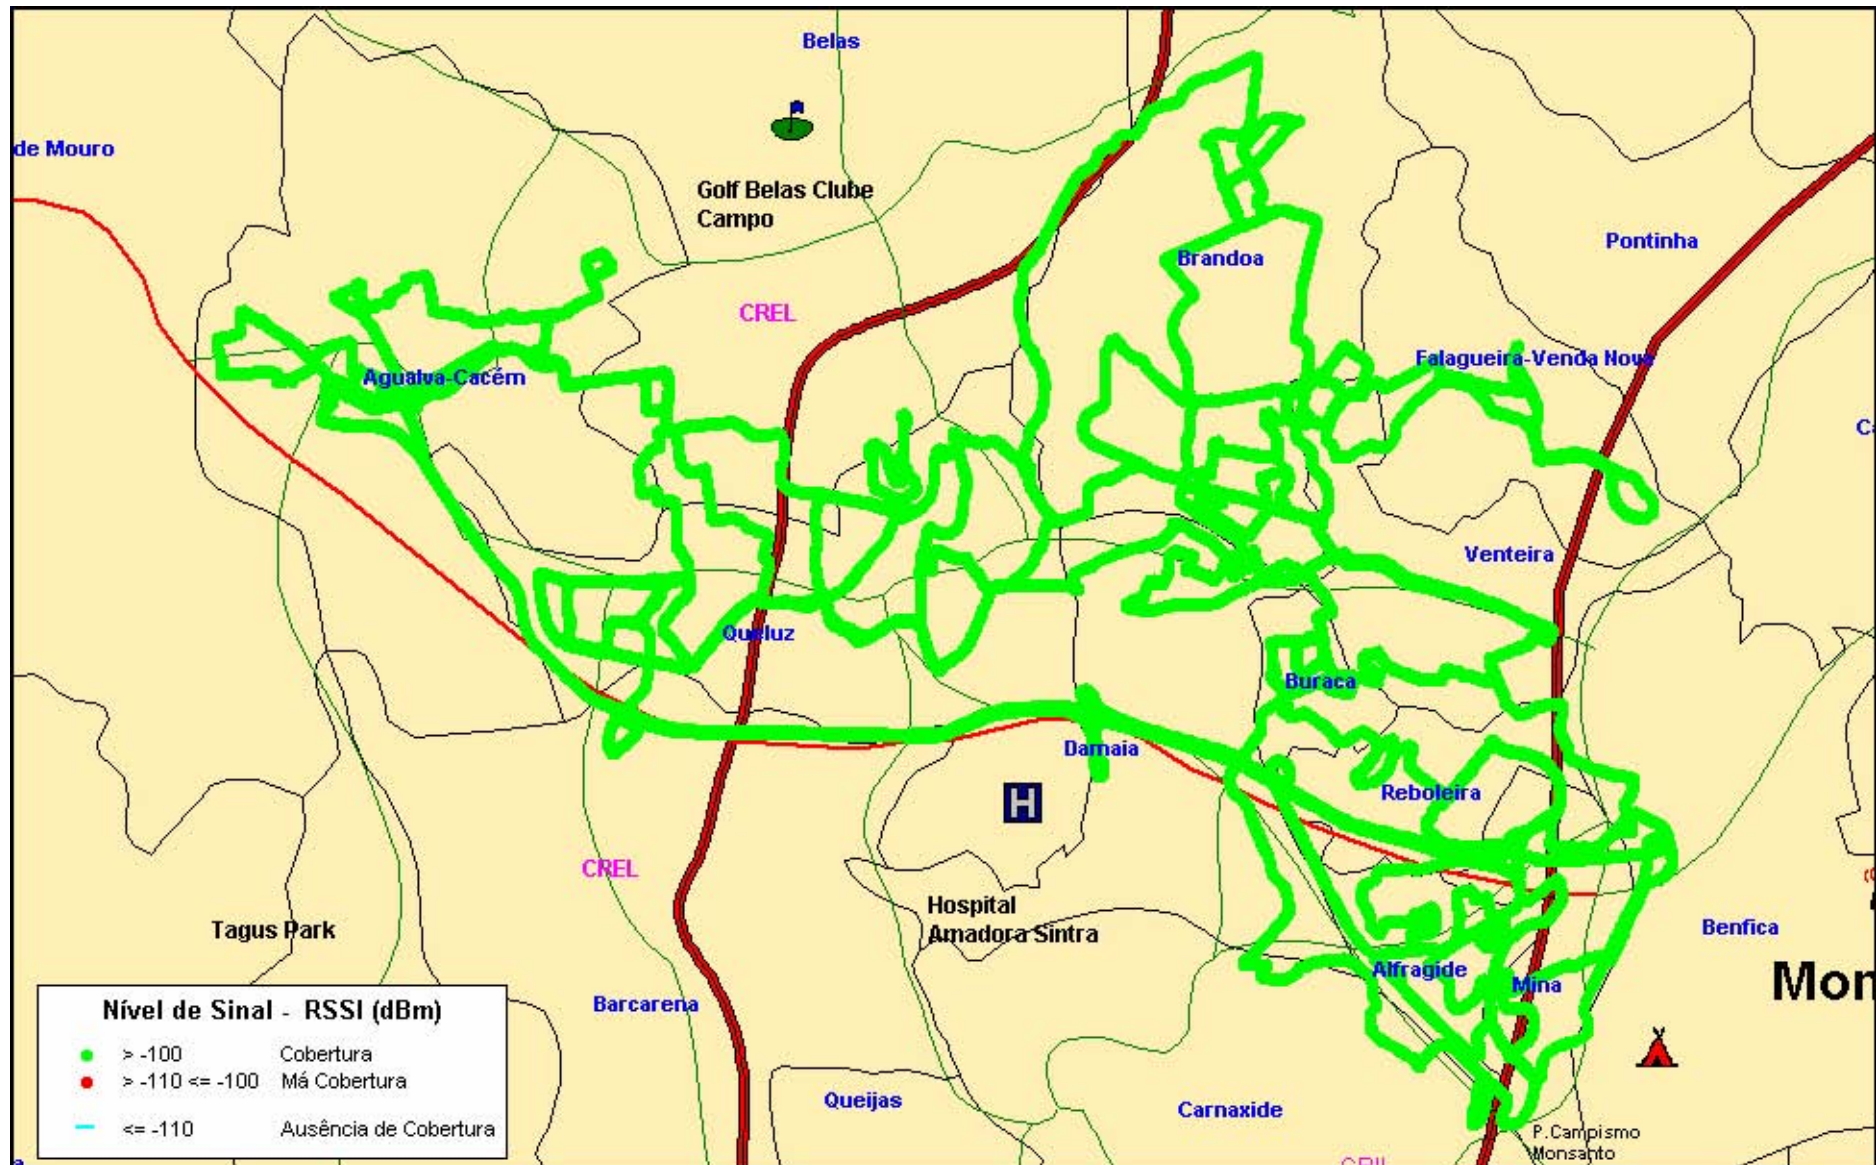 Belas
de Mouro
Golf Belas Clube
Campo
Pontinha
Brandoa
CREL
Falagueira-Venda Nova
Agualva-Cacém
Venteira
Queluz
Buraca
Damaia
Reboleira
H
CREL
Hospital
Amadora Sintra
Tagus Park
Benfica
Alfragide
Mina
Mon
Barcarena
Queijas
Carnaxide
P.Campismo
Monsanto
CRIL
Nível de Sinal - RSSI (dBm)
> -100 Cobertura
> -110 <= -100 Má Cobertura
<= -110 Ausência de Cobertura